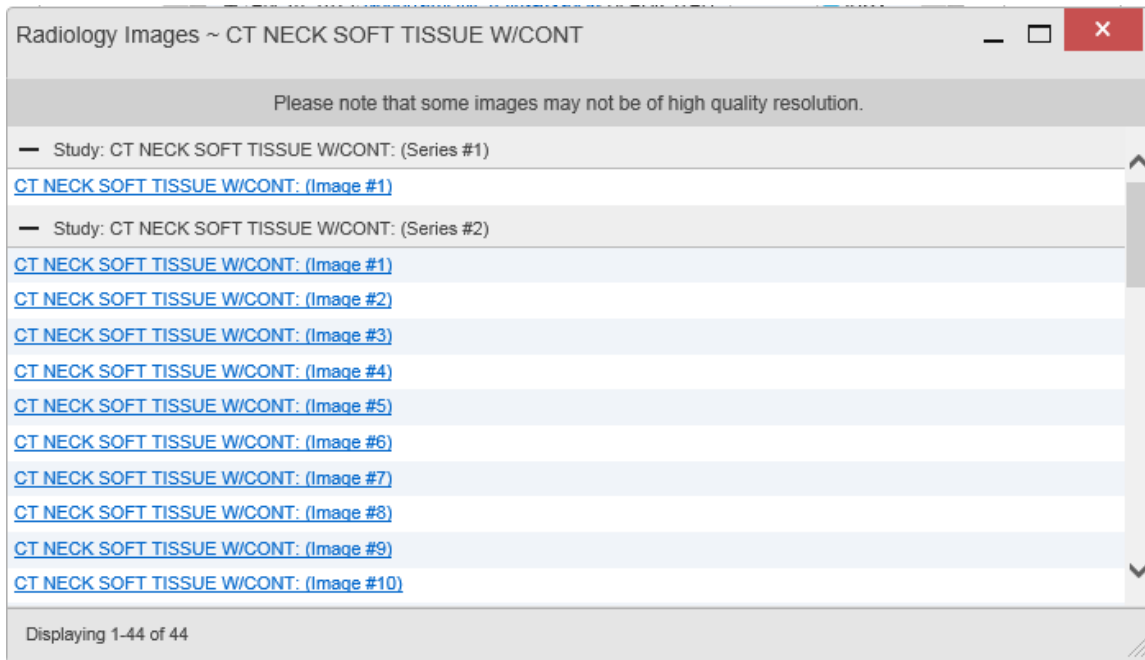 Radiology Images ~ CT NECK SOFT TISSUE W/CONT
Please note that some images may not be of high quality resolution.
Study: CT NECK SOFT TISSUE W/CONT: (Series #1)
CT NECK SOFT TISSUE W/CONT: (Image #1)
Study: CT NECK SOFT TISSUE W/CONT: (Series #2)
CT NECK SOFT TISSUE W/CONT: (Image #1)
CT NECK SOFT TISSUE W/CONT: (Image #2)
CT NECK SOFT TISSUE W/CONT: (Image #3)
CT NECK SOFT TISSUE W/CONT: (Image #4)
CT NECK SOFT TISSUE W/CONT: (Image #5)
CT NECK SOFT TISSUE W/CONT: (Image #6)
CT NECK SOFT TISSUE W/CONT: (Image #7)
CT NECK SOFT TISSUE W/CONT: (Image #8)
CT NECK SOFT TISSUE W/CONT: (Image #9)
CT NECK SOFT TISSUE W/CONT: (Image #10)
Displaying 1-44 of 44